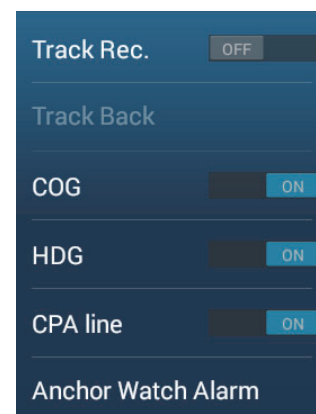 Track Rec. OFF
Track Back
COG ON
HDG ON
CPA line ON
Anchor Watch Alarm